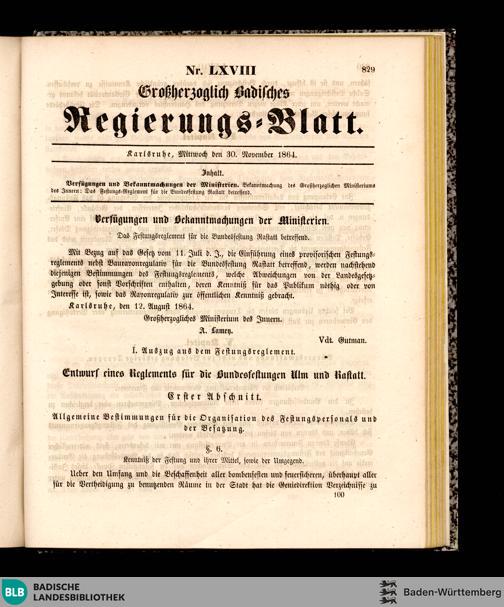 Nr. LXVIII
829
Großherzoglich Badisches
Regierungs-Blatt.
Karlsruhe, Mittwoch den 30. November 1864.
Inhalt.
Verfügungen und Bekanntmachungen der Ministerien. Bekanntmachung des Großherzoglichen Ministeriums
des Innern: Das Festungs-Reglement für die Bundesfestung Rastatt betreffend.
Verfügungen und Bekanntmachungen der Ministerien.
Das Festungsreglement für die Bundesfestung Rastatt betreffend.
Mit Bezug auf das Gesetz vom 11. Juli d. J., die Einführung eines provisorischen Festungs-
reglements nebst Baurayonregulativ für die Bundesfestung Rastatt betreffend, werden nachstehend
diejenigen Bestimmungen des Festungsreglements, welche Abweichungen von der Landesgesetz-
gebung oder sonst Vorschriften enthalten, deren Kenntniß für das Publikum nöthig oder von
Interesse ist, sowie das Rayonregulativ zur öffentlichen Kenntniß gebracht.
Karlsruhe, den 12. August 1864.
Großherzogliches Ministerium des Innern.
A. Lamey.
Vdt. Gutman.
I. Auszug aus dem Festungsreglement.
Entwurf eines Reglements für die Bundesfestungen Ulm und Rastatt.
Erster Abschnitt.
Allgemeine Bestimmungen für die Organisation des Festungspersonals und
der Besatzung.
§. 6.
Kenntniß der Festung und ihrer Mittel, sowie der Umgegend.
Ueber den Umfang und die Beschaffenheit aller bombenfesten und feuersicheren, überhaupt aller
für die Vertheidigung zu benutzenden Räume in der Stadt hat die Geniedirektion Verzeichnisse zu
100
BLB
BADISCHE
LANDESBIBLIOTHEK
Baden-Württemberg